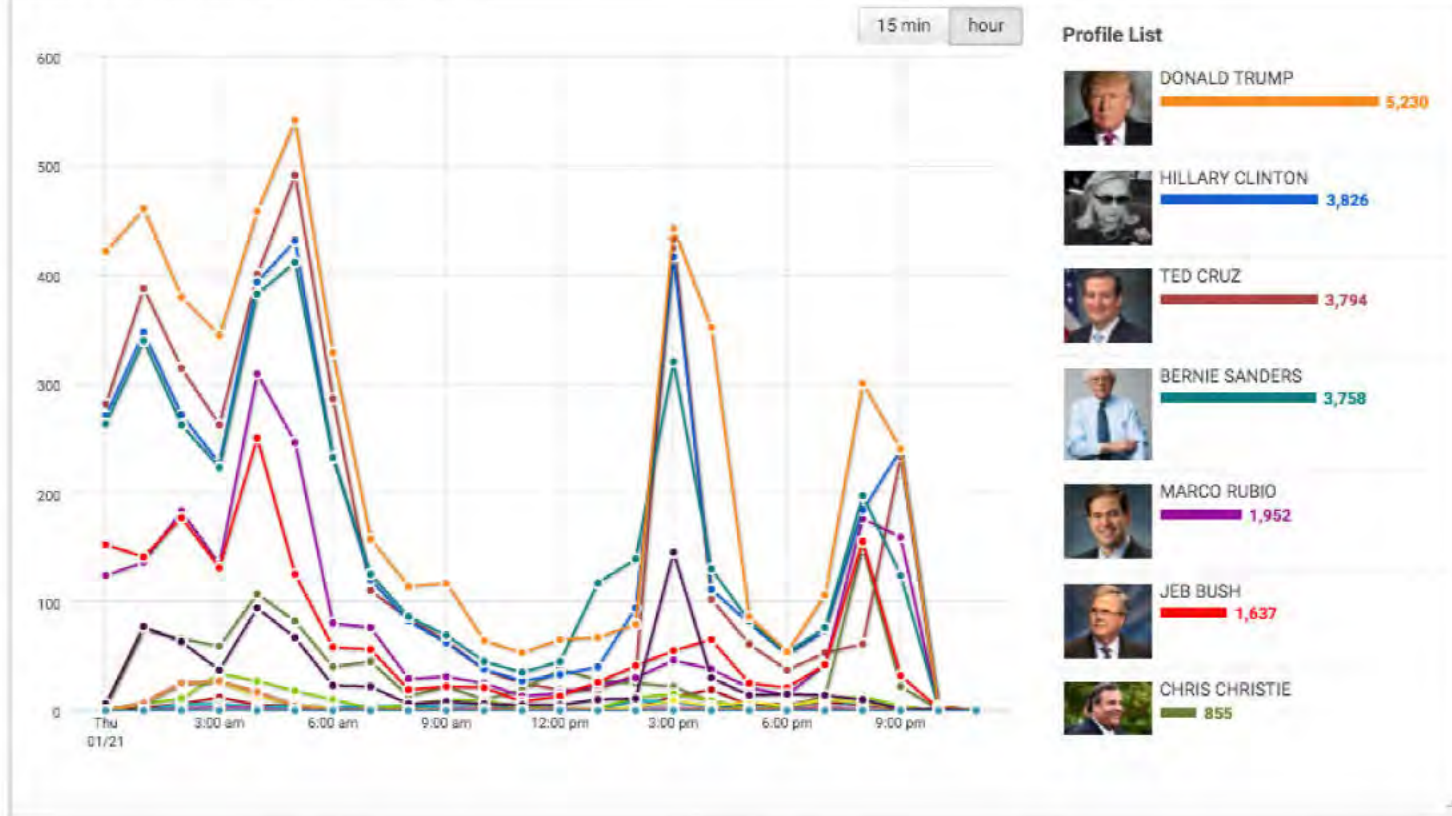 15 min
hour
600
500
400
300
200
100
0
Thu
01/21
3:00 am
6:00 am
9:00 am
12:00 pm
3:00 pm
6:00 pm
9:00 pm
Profile List
DONALD TRUMP
5,230
HILLARY CLINTON
3,826
TED CRUZ
3,794
BERNIE SANDERS
3,758
MARCO RUBIO
1,952
JEB BUSH
1,637
CHRIS CHRISTIE
855